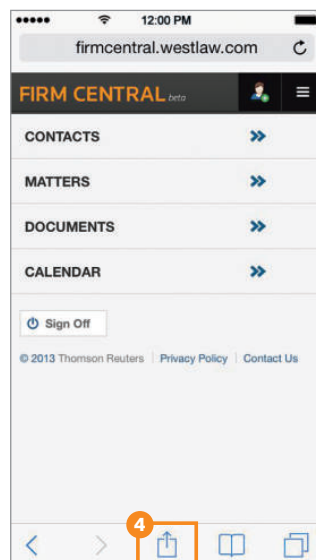 12:00 PM
firmcentral.westlaw.com
FIRM CENTRAL beta
CONTACTS
MATTERS
DOCUMENTS
CALENDAR
Sign Off
© 2013 Thomson Reuters | Privacy Policy | Contact Us
4